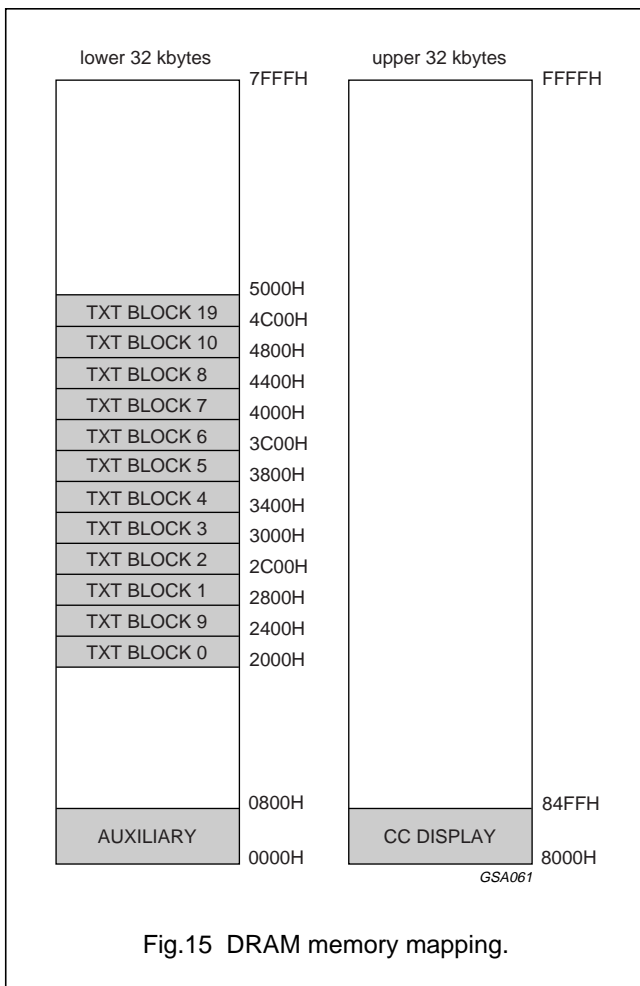 lower 32 kbytes
upper 32 kbytes
7FFFH
FFFFH
5000H
TXT BLOCK 19
4C00H
TXT BLOCK 10
4800H
TXT BLOCK 8
4400H
TXT BLOCK 7
4000H
TXT BLOCK 6
3C00H
TXT BLOCK 5
3800H
TXT BLOCK 4
3400H
TXT BLOCK 3
3000H
TXT BLOCK 2
2C00H
TXT BLOCK 1
2800H
TXT BLOCK 9
2400H
TXT BLOCK 0
2000H
0800H
84FFH
AUXILIARY
CC DISPLAY
0000H
8000H
GSA061
Fig.15 DRAM memory mapping.